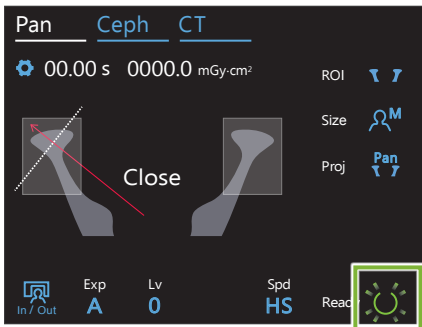 Pan Ceph CT
00.00 s 0000.0 mGy·cm²
ROI
Size M
Proj Pan
Close
In / Out
Exp A
Lv 0
Spd HS
Ready